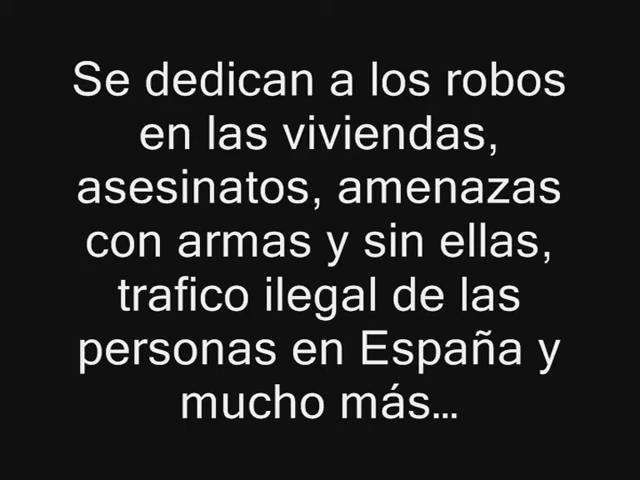 Se dedican a los robos
en las viviendas,
asesinatos, amenazas
con armas y sin ellas,
trafico ilegal de las
personas en España y
mucho más...